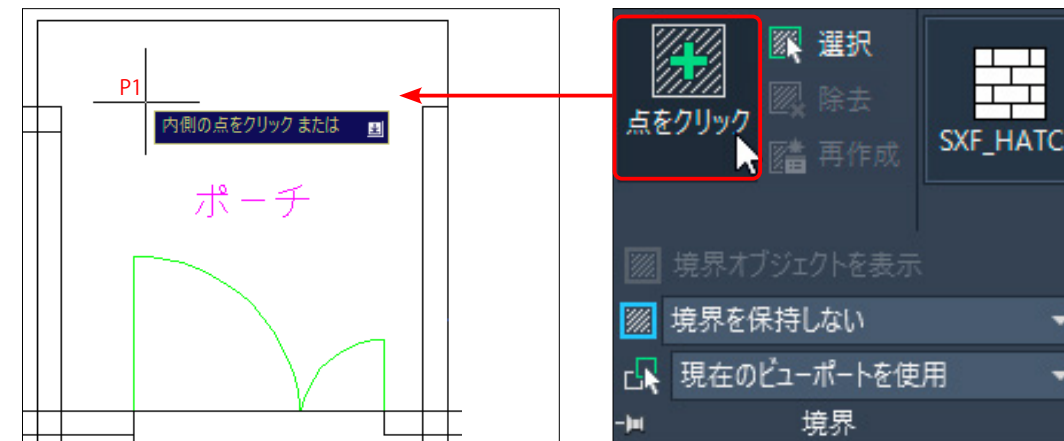 P1
内側の点をクリック または
ポーチ
点をクリック
選択
除去
再作成
SXF_HATC
境界オブジェクトを表示
境界を保持しない
現在のビューポートを使用
境界